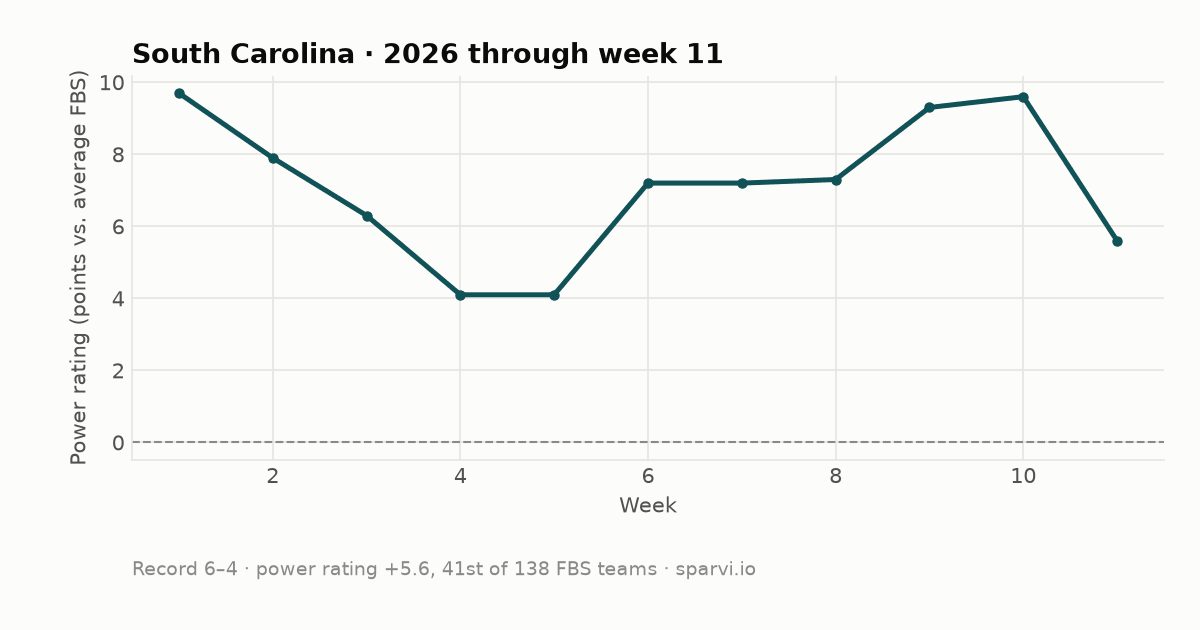 South Carolina · 2026 through week 11
Power rating (points vs. average FBS)
10
8
6
4
2
0
2
4
6
8
10
Week
Record 6–4 · power rating +5.6, 41st of 138 FBS teams · sparvi.io